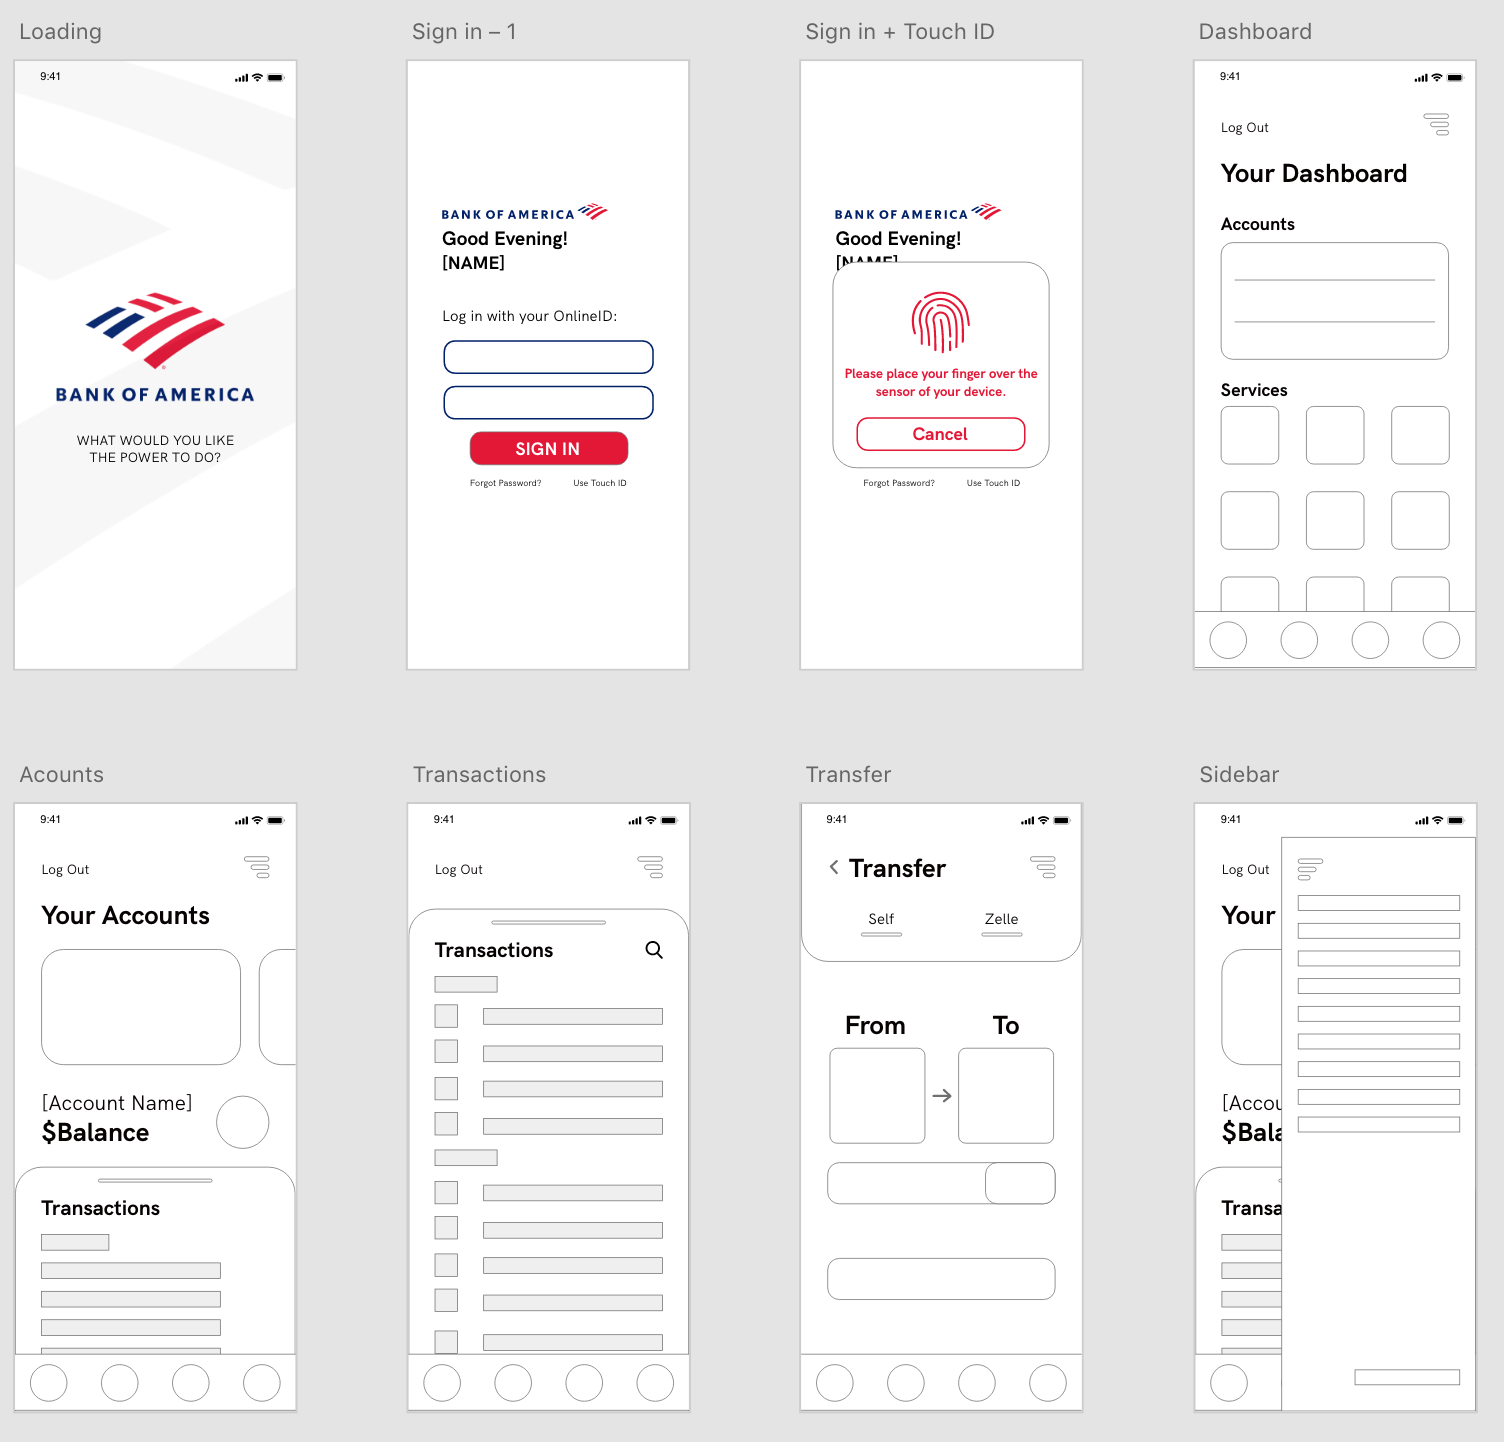 Loading
9:41
BANK OF AMERICA
WHAT WOULD YOU LIKE
THE POWER TO DO?
Sign in – 1
BANK OF AMERICA
Good Evening!
[NAME]
Log in with your OnlineID:
SIGN IN
Forgot Password? Use Touch ID
Sign in + Touch ID
BANK OF AMERICA
Good Evening!
[NAME]
Please place your finger over the
sensor of your device.
Cancel
Forgot Password? Use Touch ID
Dashboard
9:41
Log Out
Your Dashboard
Accounts
Services
Acounts
9:41
Log Out
Your Accounts
[Account Name]
$Balance
Transactions
Transactions
9:41
Log Out
Transactions
Transfer
9:41
Transfer
Self Zelle
From To
Sidebar
9:41
Log Out
Your
[Accou
$Bala
Transa